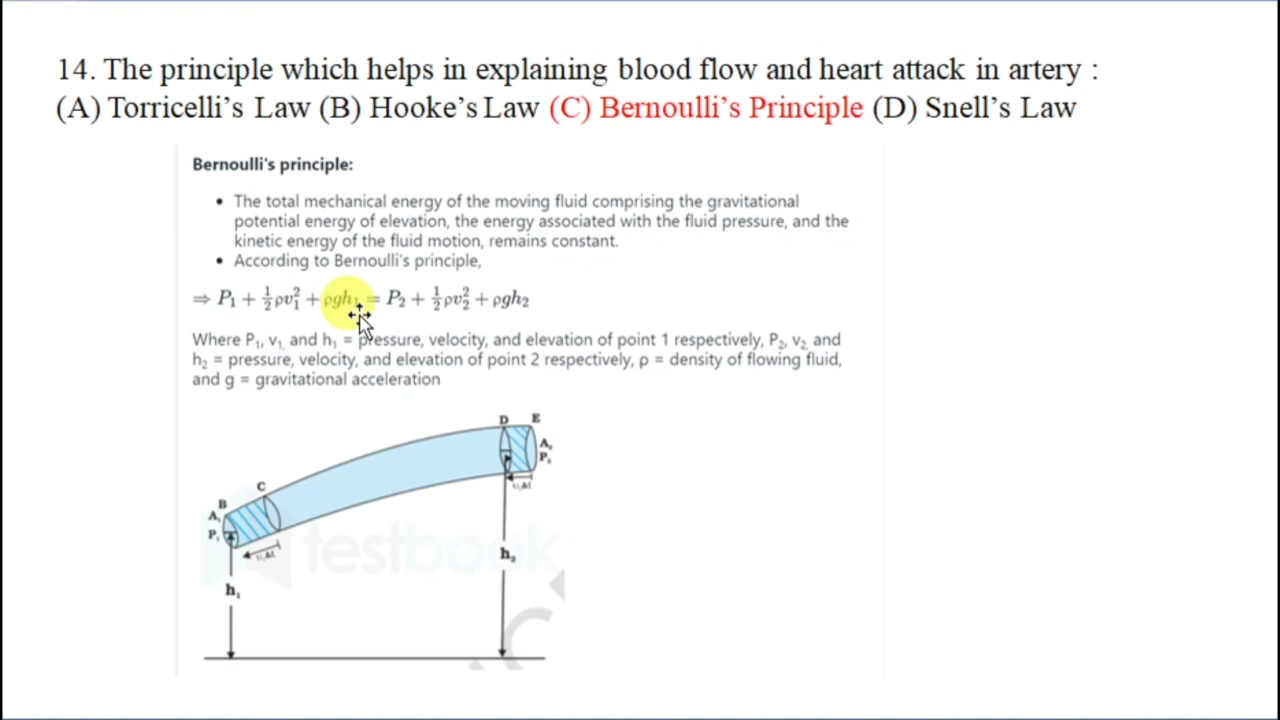 14. The principle which helps in explaining blood flow and heart attack in artery :
(A) Torricelli’s Law (B) Hooke’s Law (C) Bernoulli’s Principle (D) Snell’s Law
Bernoulli's principle:
• The total mechanical energy of the moving fluid comprising the gravitational
potential energy of elevation, the energy associated with the fluid pressure, and the
kinetic energy of the fluid motion, remains constant.
• According to Bernoulli's principle,
⇒ P₁ + ½ρv₁² + ρgh₁ = P₂ + ½ρv₂² + ρgh₂
Where P₁, v₁, and h₁ = pressure, velocity, and elevation of point 1 respectively, P₂, v₂, and
h₂ = pressure, velocity, and elevation of point 2 respectively, ρ = density of flowing fluid,
and g = gravitational acceleration
D E
A₂
P₂
C
B
A₁
P₁
testbook
h₂
h₁